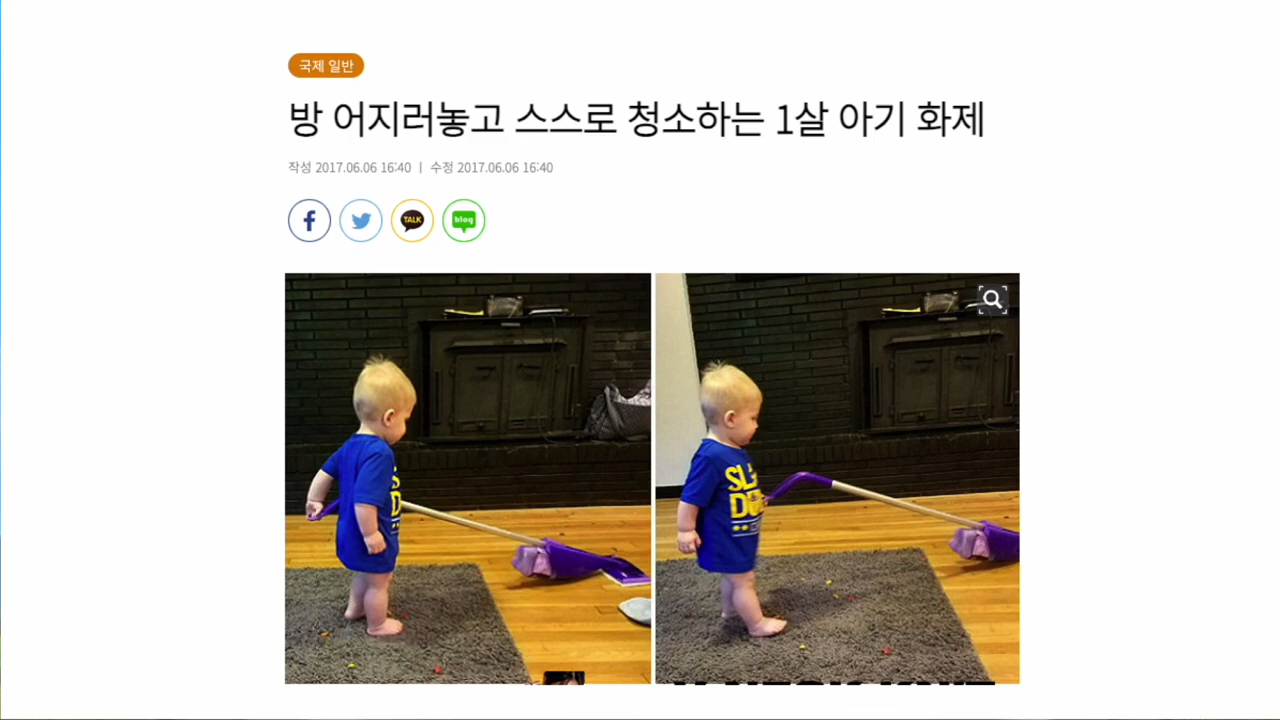 국제 일반
방 어지러놓고 스스로 청소하는 1살 아기 화제
작성 2017.06.06 16:40 | 수정 2017.06.06 16:40
TALK
blog